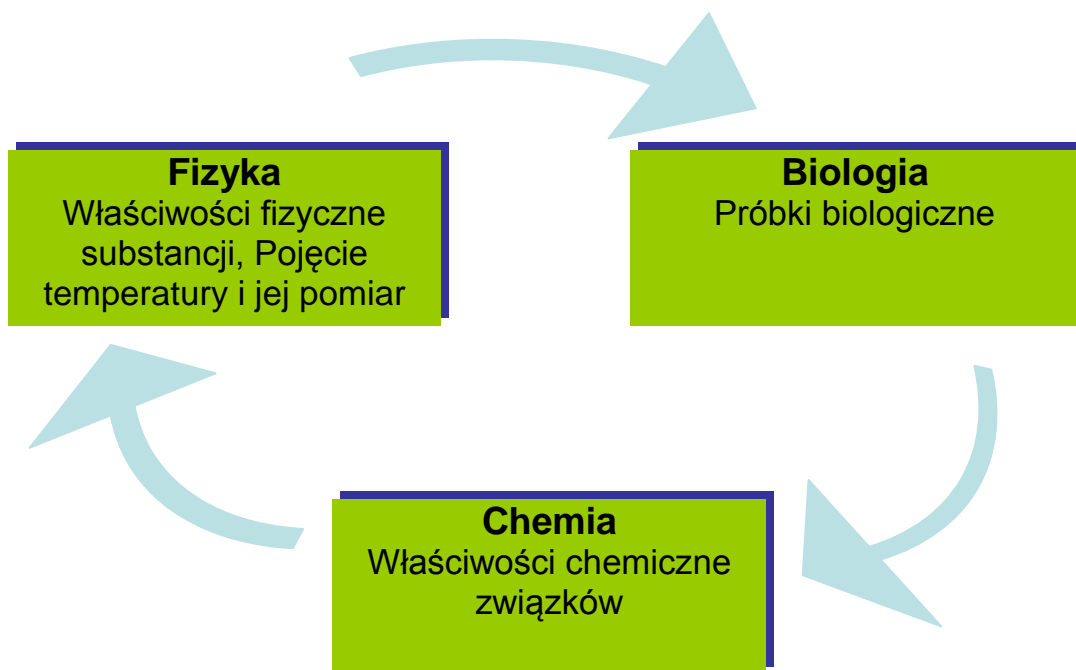 Fizyka
Właściwości fizyczne
substancji, Pojęcie
temperatury i jej pomiar
Biologia
Próbki biologiczne
Chemia
Właściwości chemiczne
związków